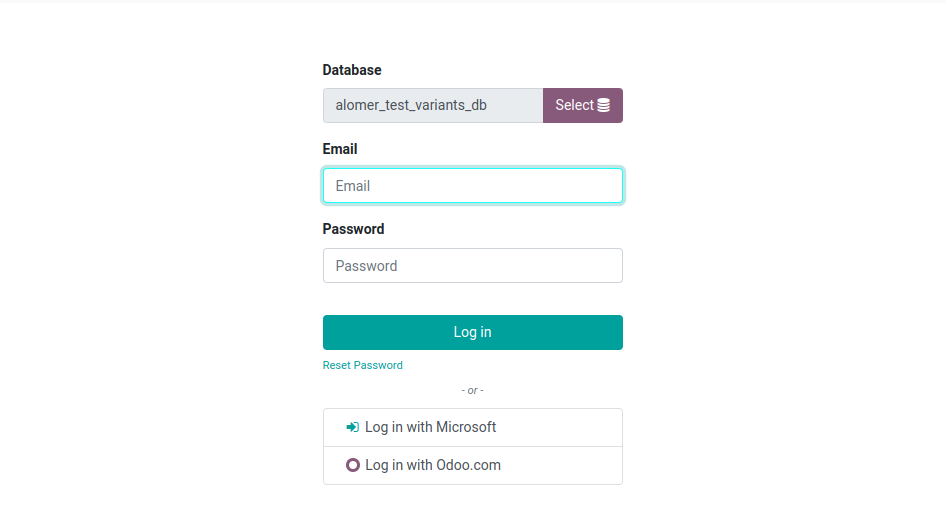 Database
alomer_test_variants_db
Select
Email
Email
Password
Password
Log in
Reset Password
- or -
Log in with Microsoft
Log in with Odoo.com